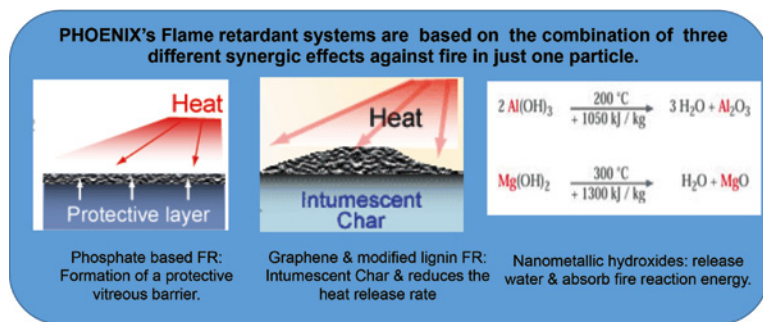 PHOENIX's Flame retardant systems are based on the combination of three
different synergic effects against fire in just one particle.
Heat
Protective layer
Heat
Intumescent
Char
2 Al(OH)₃ 200 °C + 1050 kJ / kg 3 H₂O + Al₂O₃
Mg(OH)₂ 300 °C + 1300 kJ / kg H₂O + MgO
Phosphate based FR:
Formation of a protective
vitreous barrier.
Graphene & modified lignin FR:
Intumescent Char & reduces the
heat release rate
Nanometallic hydroxides: release
water & absorb fire reaction energy.